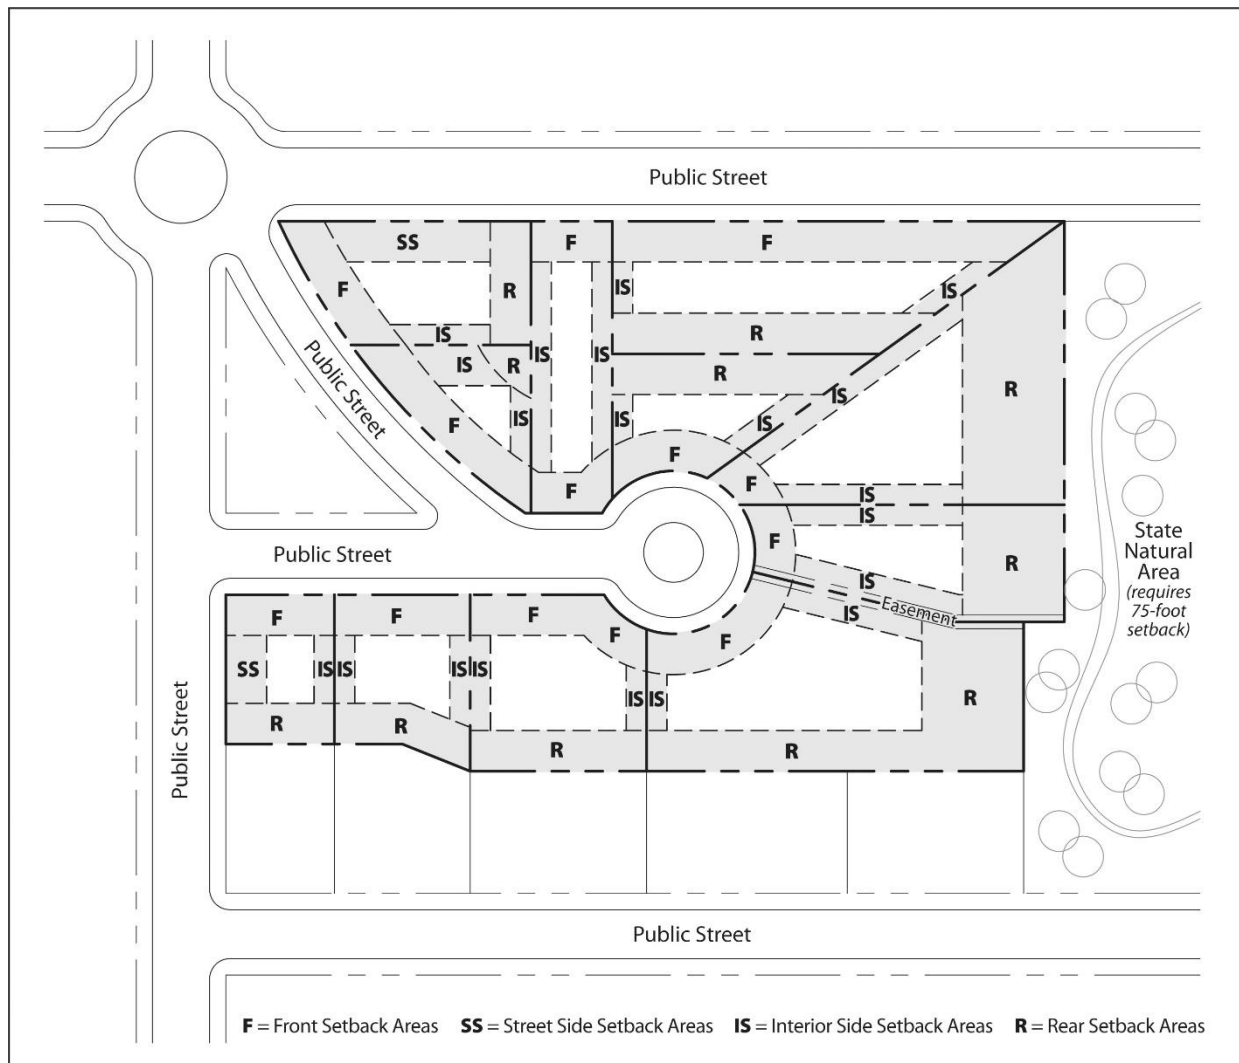 Public Street
SS
F
F
F
R
IS
IS
IS
R
IS
IS
IS
R
IS
R
R
IS
IS
IS
IS
Public Street
F
F
F
F
IS
IS
State
Natural
Area
(requires
75-foot
setback)
F
R
Public Street
IS
Easement
IS
F
F
F
F
F
SS
IS
IS
IS
IS
IS
IS
R
R
R
R
R
Public Street
Public Street
F = Front Setback Areas SS = Street Side Setback Areas IS = Interior Side Setback Areas R = Rear Setback Areas